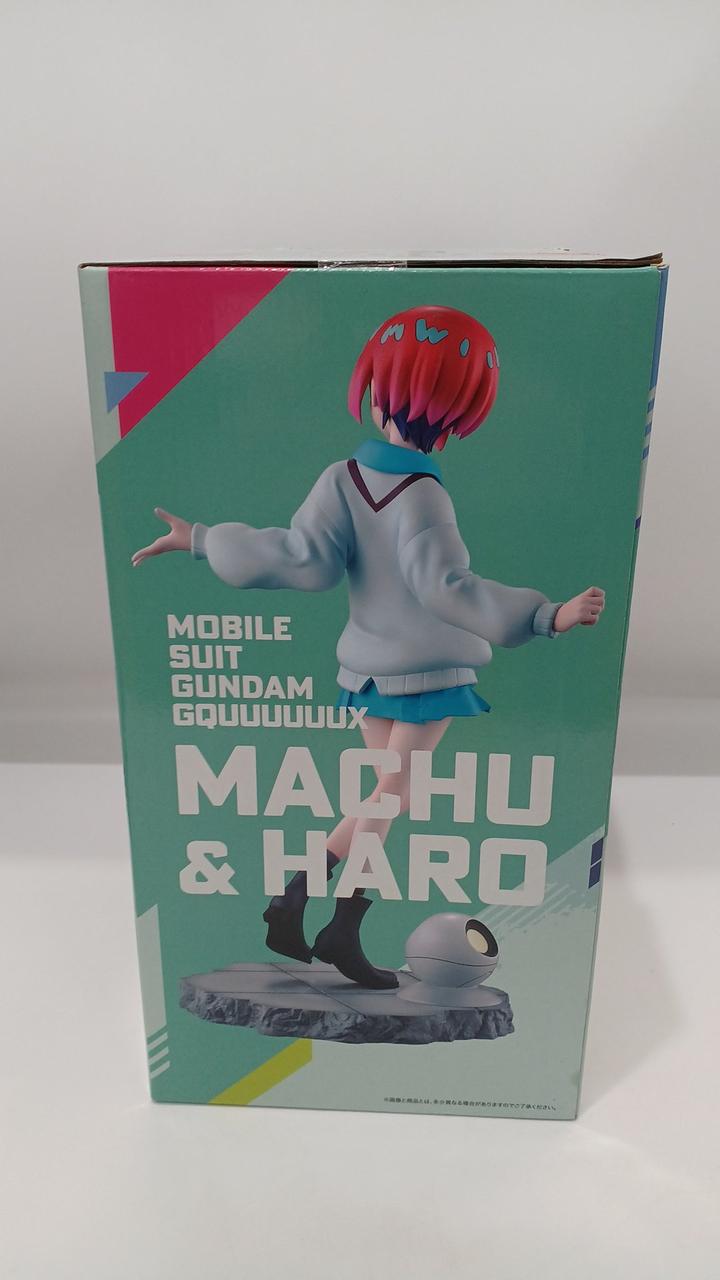 MOBILE
SUIT
GUNDAM
GQUUUUUUX
MACHU
& HARO
※画像と商品とは、多少異なる場合がありますのでご了承ください。